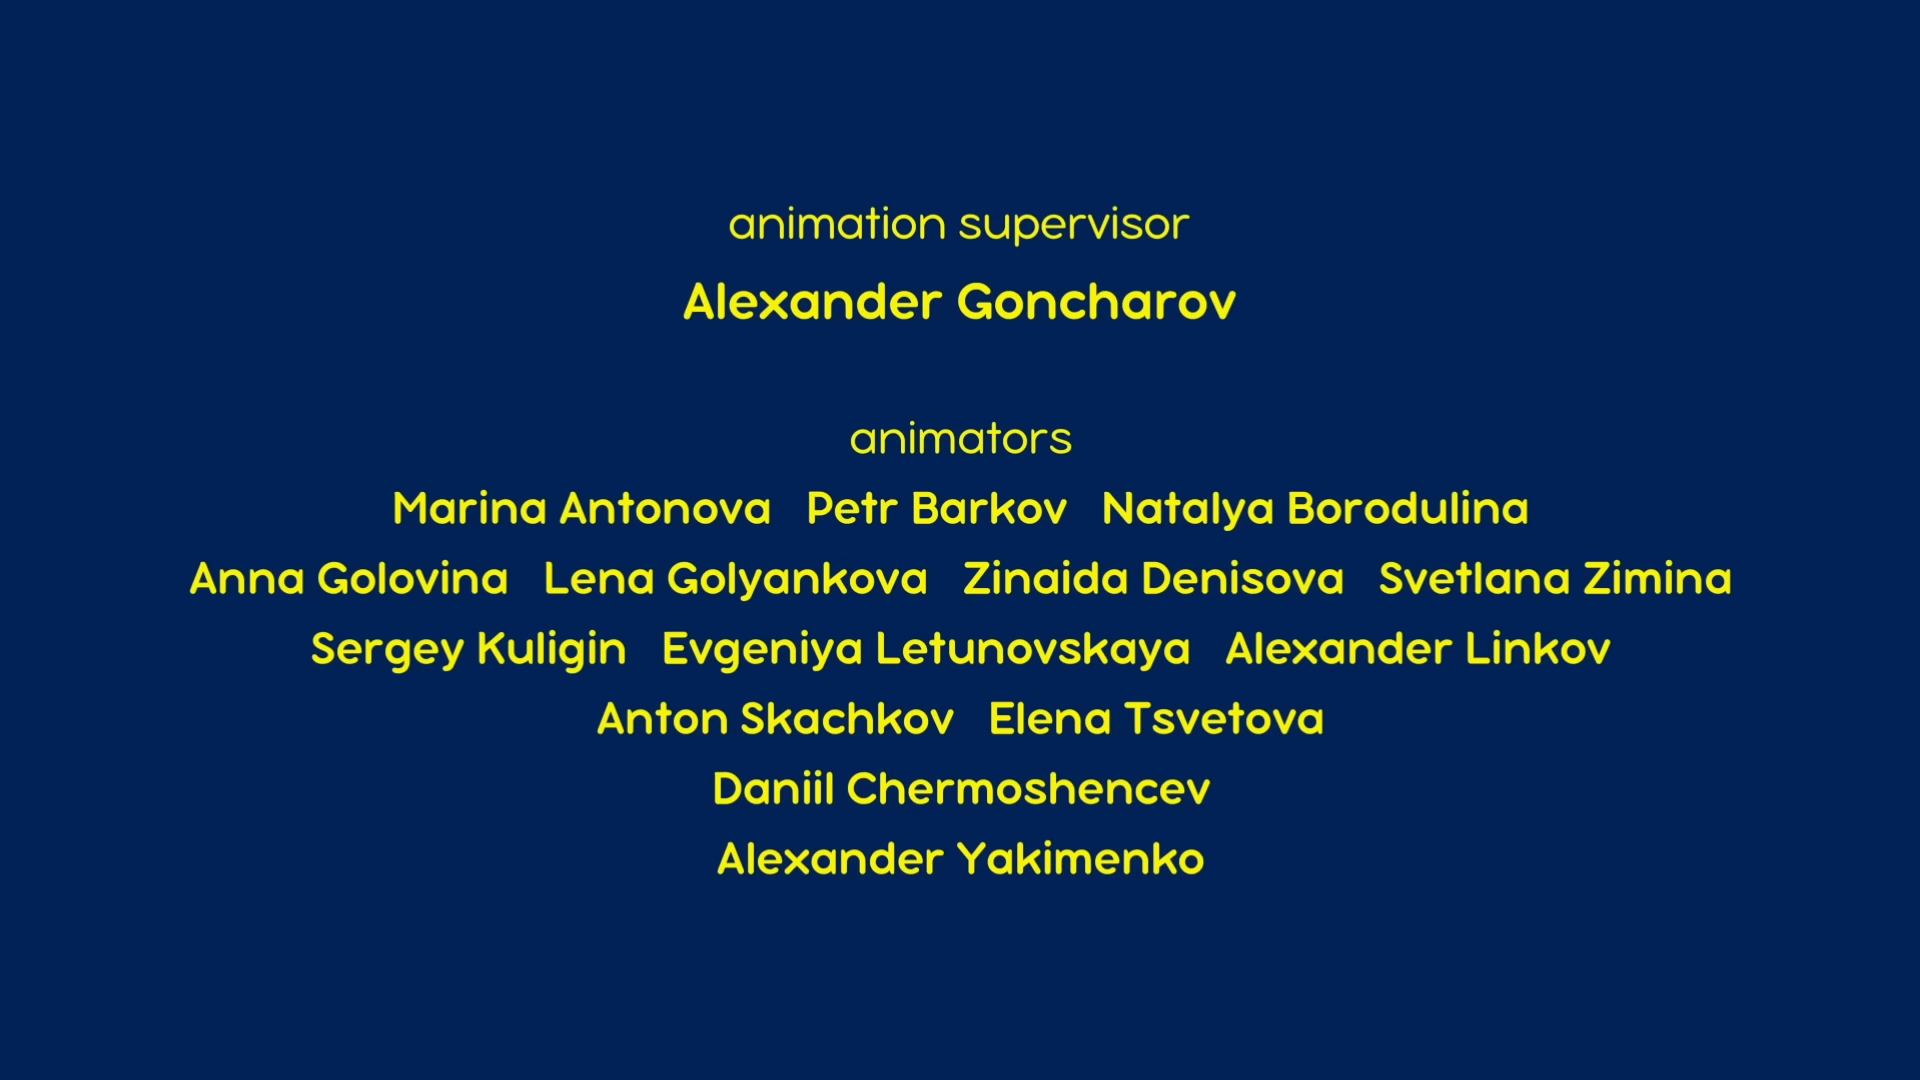 animation supervisor
Alexander Goncharov
animators
Marina Antonova Petr Barkov Natalya Borodulina
Anna Golovina Lena Golyankova Zinaida Denisova Svetlana Zimina
Sergey Kuligin Evgeniya Letunovskaya Alexander Linkov
Anton Skachkov Elena Tsvetova
Daniil Chermoshencev
Alexander Yakimenko